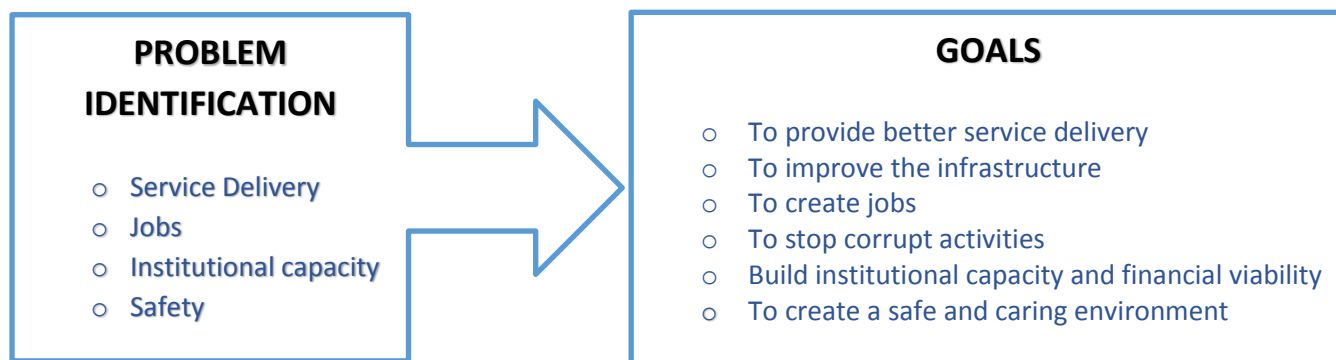 PROBLEM
IDENTIFICATION
o Service Delivery
o Jobs
o Institutional capacity
o Safety
GOALS
o To provide better service delivery
o To improve the infrastructure
o To create jobs
o To stop corrupt activities
o Build institutional capacity and financial viability
o To create a safe and caring environment